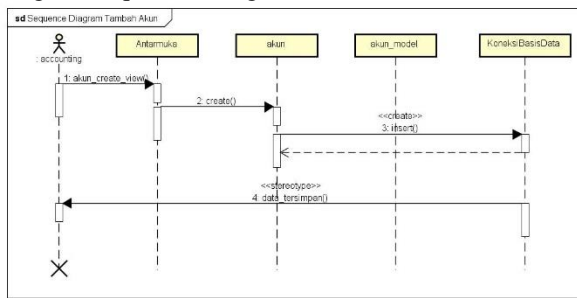 sd Sequence Diagram Tambah Akun
Antarmuka
akun
akun_model
KoneksiBasisData
: accounting
1: akun_create_view()
2: create()
<<create>>
3: insert()
<<stereotype>>
4: data_tersimpan()